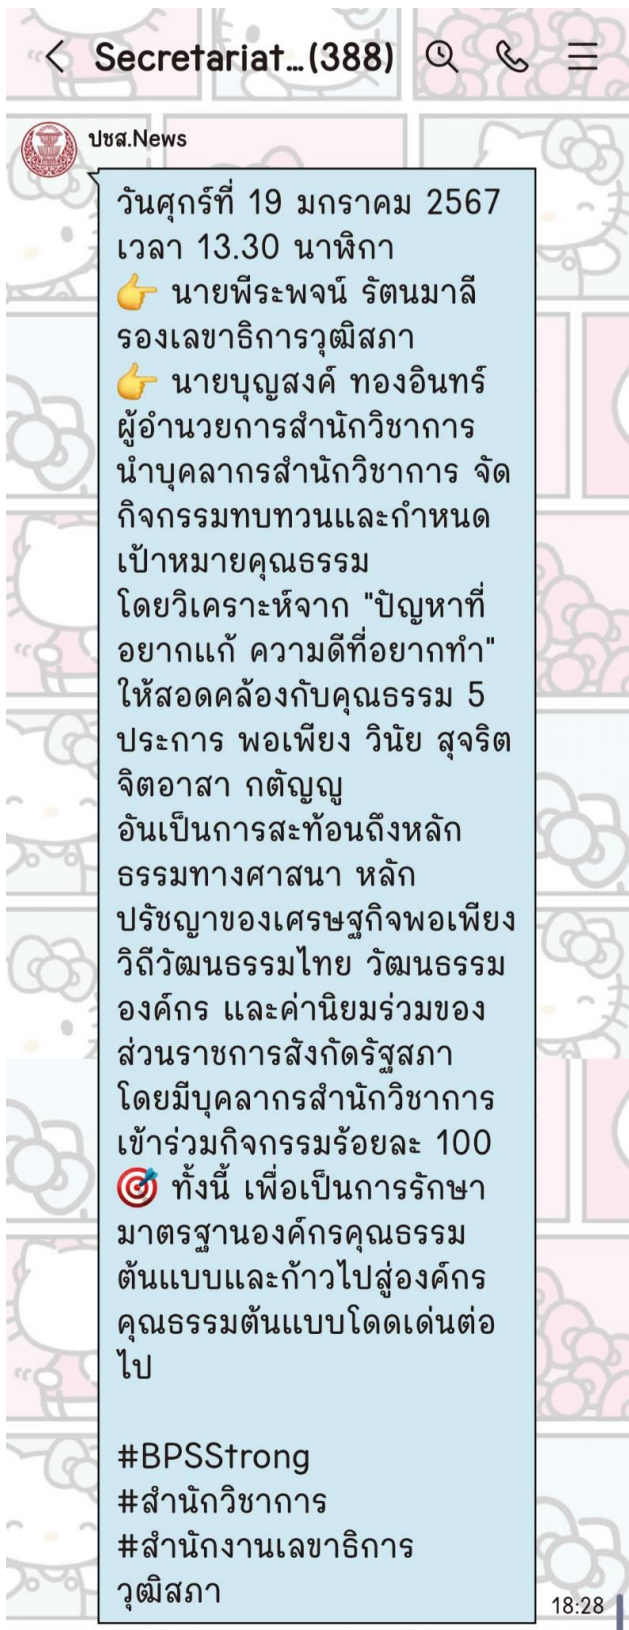 Secretariat...(388)
ปชส.News
วันศุกร์ที่ 19 มกราคม 2567
เวลา 13.30 นาฬิกา
👉 นายพีระพจน์ รัตนมาลี
รองเลขาธิการวุฒิสภา
👉 นายบุญสงค์ ทองอินทร์
ผู้อำนวยการสำนักวิชาการ
นำบุคลากรสำนักวิชาการ จัด
กิจกรรมทบทวนและกำหนด
เป้าหมายคุณธรรม
โดยวิเคราะห์จาก "ปัญหาที่
อยากแก้ ความดีที่อยากทำ"
ให้สอดคล้องกับคุณธรรม 5
ประการ พอเพียง วินัย สุจริต
จิตอาสา กตัญญู
อันเป็นการสะท้อนถึงหลัก
ธรรมทางศาสนา หลัก
ปรัชญาของเศรษฐกิจพอเพียง
วิถีวัฒนธรรมไทย วัฒนธรรม
องค์กร และค่านิยมร่วมของ
ส่วนราชการสังกัดรัฐสภา
โดยมีบุคลากรสำนักวิชาการ
เข้าร่วมกิจกรรมร้อยละ 100
🎯 ทั้งนี้ เพื่อเป็นการรักษา
มาตรฐานองค์กรคุณธรรม
ต้นแบบและก้าวไปสู่องค์กร
คุณธรรมต้นแบบโดดเด่นต่อ
ไป
#BPSStrong
#สำนักวิชาการ
#สำนักงานเลขาธิการ
วุฒิสภา
18:28